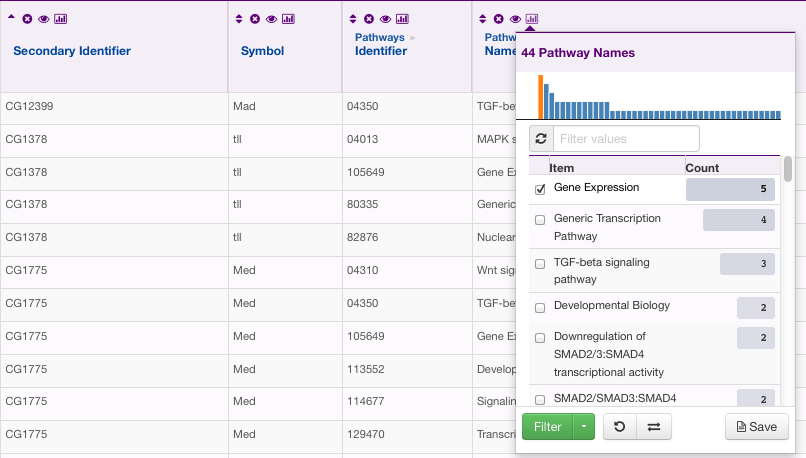 Secondary Identifier
Symbol
Pathways »
Identifier
Pathw
Name
CG12399 Mad 04350 TGF-be
CG1378 tll 04013 MAPK s
CG1378 tll 105649 Gene Ex
CG1378 tll 80335 Generic
CG1378 tll 82876 Nuclear
CG1775 Med 04310 Wnt sig
CG1775 Med 04350 TGF-be
CG1775 Med 105649 Gene Ex
CG1775 Med 113552 Develop
CG1775 Med 114677 Signalin
CG1775 Med 129470 Transcri
44 Pathway Names
Filter values
Item Count
Gene Expression 5
Generic Transcription 4
Pathway
TGF-beta signaling 3
pathway
Developmental Biology 2
Downregulation of 2
SMAD2/3:SMAD4
transcriptional activity
SMAD2/SMAD3:SMAD4 2
Filter
Save